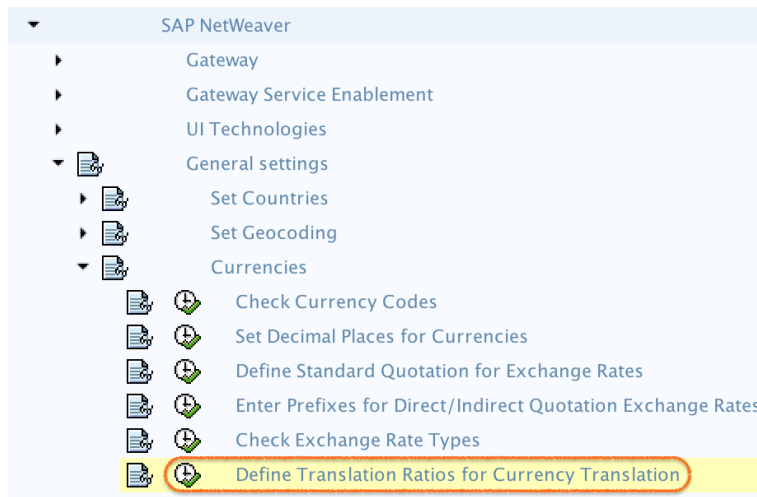 SAP NetWeaver
Gateway
Gateway Service Enablement
UI Technologies
General settings
Set Countries
Set Geocoding
Currencies
Check Currency Codes
Set Decimal Places for Currencies
Define Standard Quotation for Exchange Rates
Enter Prefixes for Direct/Indirect Quotation Exchange Rates
Check Exchange Rate Types
Define Translation Ratios for Currency Translation